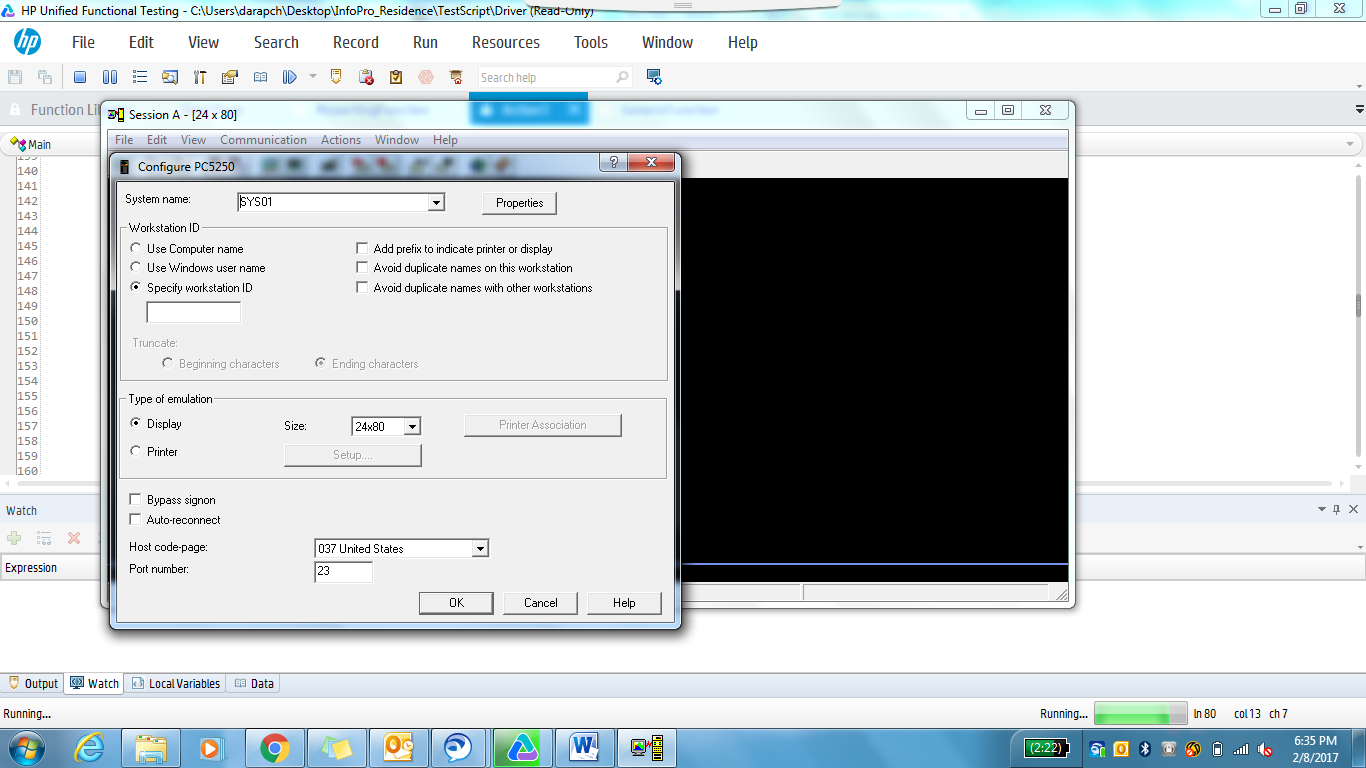 HP Unified Functional Testing - C:\Users\darapch\Desktop\InfoPro_Residence\TestScript\Driver (Read-Only)
hp File Edit View Search Record Run Resources Tools Window Help
Search help
Function Li
Main
Session A - [24 x 80]
File Edit View Communication Actions Window Help
Configure PC5250
System name: SYS01 Properties
Workstation ID
Use Computer name Add prefix to indicate printer or display
Use Windows user name Avoid duplicate names on this workstation
Specify workstation ID Avoid duplicate names with other workstations
Truncate:
Beginning characters Ending characters
Type of emulation
Display Size: 24x80 Printer Association
Printer Setup....
Bypass signon
Auto-reconnect
Host code-page: 037 United States
Port number: 23
OK Cancel Help
140
141
142
143
144
145
146
147
148
149
150
151
152
153
154
155
156
157
158
159
160
Watch
Expression
Output Watch Local Variables Data
Running... Running... ln 80 col 13 ch 7
(2:22) 6:35 PM
2/8/2017